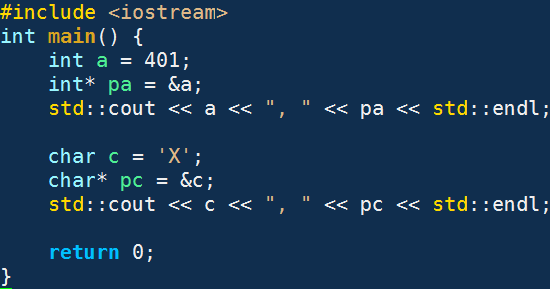 #include <iostream>
int main() {
    int a = 401;
    int* pa = &a;
    std::cout << a << ", " << pa << std::endl;

    char c = 'X';
    char* pc = &c;
    std::cout << c << ", " << pc << std::endl;

    return 0;
}